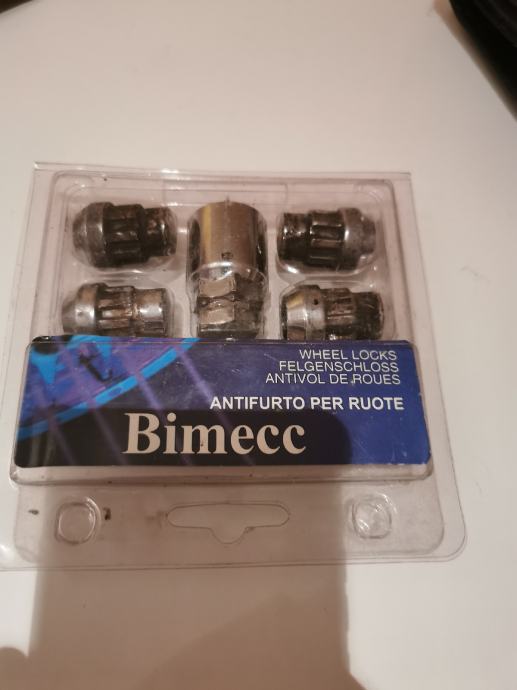 WHEEL LOCKS
FELGENSCHLOSS
ANTIVOL DE ROUES
ANTIFURTO PER RUOTE
Bimecc